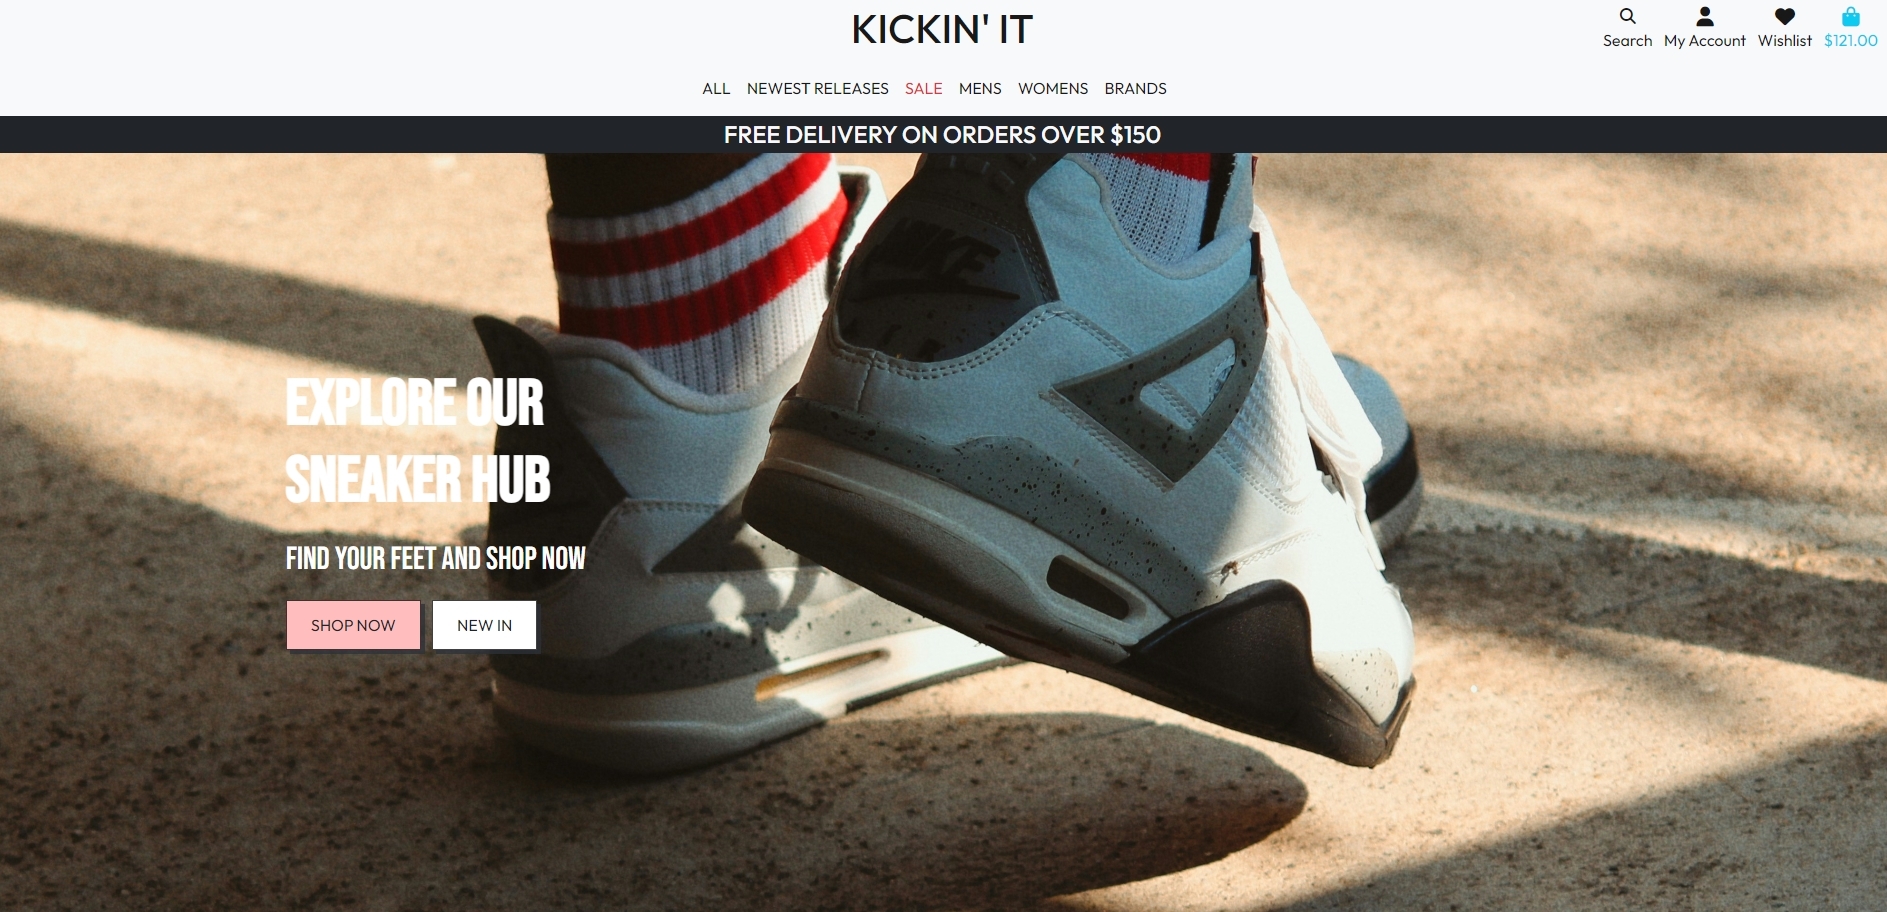 KICKIN' IT
Search My Account Wishlist $121.00
ALL NEWEST RELEASES SALE MENS WOMENS BRANDS
FREE DELIVERY ON ORDERS OVER $150
NIKE
EXPLORE OUR
SNEAKER HUB
FIND YOUR FEET AND SHOP NOW
SHOP NOW NEW IN